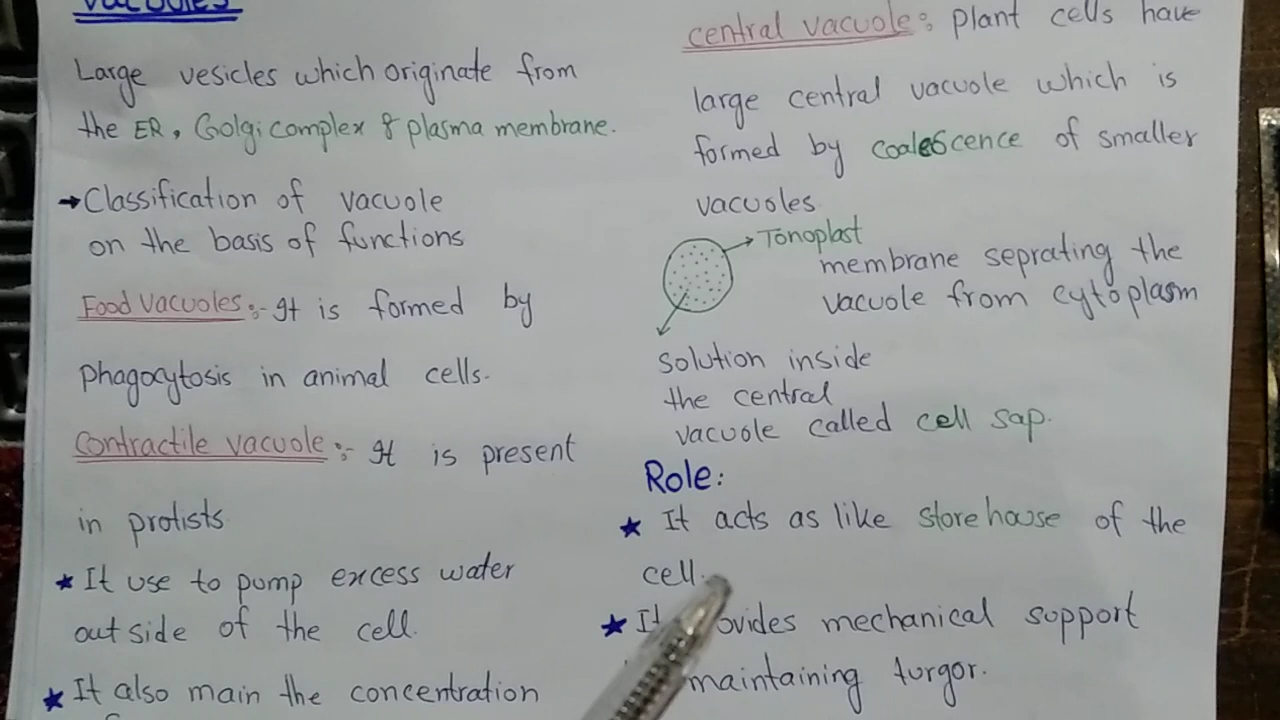 Vacuoles
Large vesicles which originate from
the ER, Golgi complex & plasma membrane.
→ Classification of vacuole
on the basis of functions
Food Vacuoles:- It is formed by
phagocytosis in animal cells.
Contractile vacuole:- It is present
in protists
★ It use to pump excess water
outside of the cell.
★ It also main the concentration
central vacuole: plant cells have
large central vacuole which is
formed by coalescence of smaller
vacuoles
→ Tonoplast
membrane seprating the
vacuole from cytoplasm
solution inside
the central
vacuole called cell sap.
Role:
★ It acts as like storehouse of the
cell.
★ It ovides mechanical support
maintaining turgor.